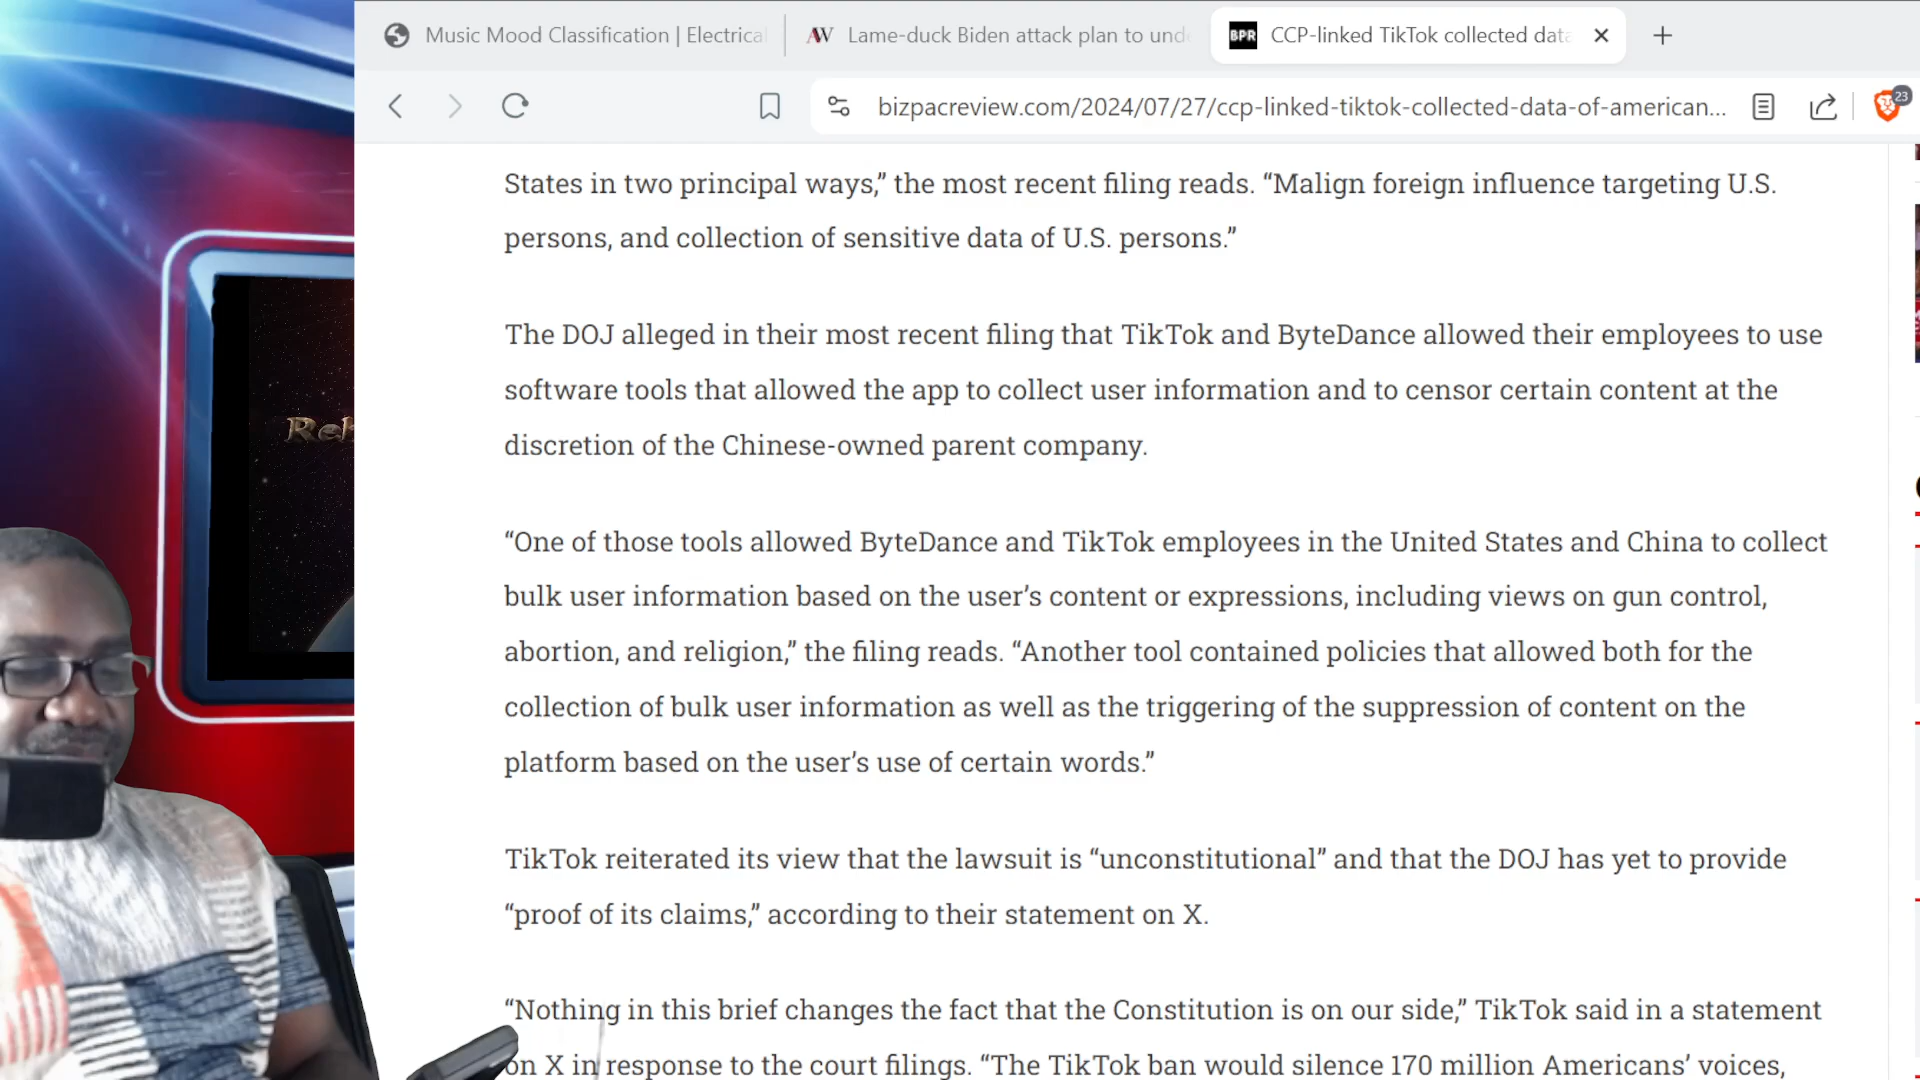 Music Mood Classification | Electrical
AW Lame-duck Biden attack plan to und
BPR CCP-linked TikTok collected data
bizpacreview.com/2024/07/27/ccp-linked-tiktok-collected-data-of-american...
23
States in two principal ways,” the most recent filing reads. “Malign foreign influence targeting U.S.
persons, and collection of sensitive data of U.S. persons.”
The DOJ alleged in their most recent filing that TikTok and ByteDance allowed their employees to use
software tools that allowed the app to collect user information and to censor certain content at the
discretion of the Chinese-owned parent company.
“One of those tools allowed ByteDance and TikTok employees in the United States and China to collect
bulk user information based on the user’s content or expressions, including views on gun control,
abortion, and religion,” the filing reads. “Another tool contained policies that allowed both for the
collection of bulk user information as well as the triggering of the suppression of content on the
platform based on the user’s use of certain words.”
TikTok reiterated its view that the lawsuit is “unconstitutional” and that the DOJ has yet to provide
“proof of its claims,” according to their statement on X.
“Nothing in this brief changes the fact that the Constitution is on our side,” TikTok said in a statement
on X in response to the court filings. “The TikTok ban would silence 170 million Americans’ voices,